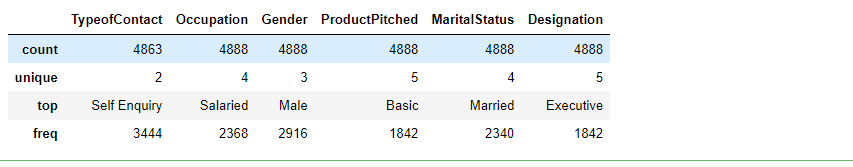 TypeofContact Occupation Gender ProductPitched MaritalStatus Designation
count 4863 4888 4888 4888 4888 4888
unique 2 4 3 5 4 5
top Self Enquiry Salaried Male Basic Married Executive
freq 3444 2368 2916 1842 2340 1842